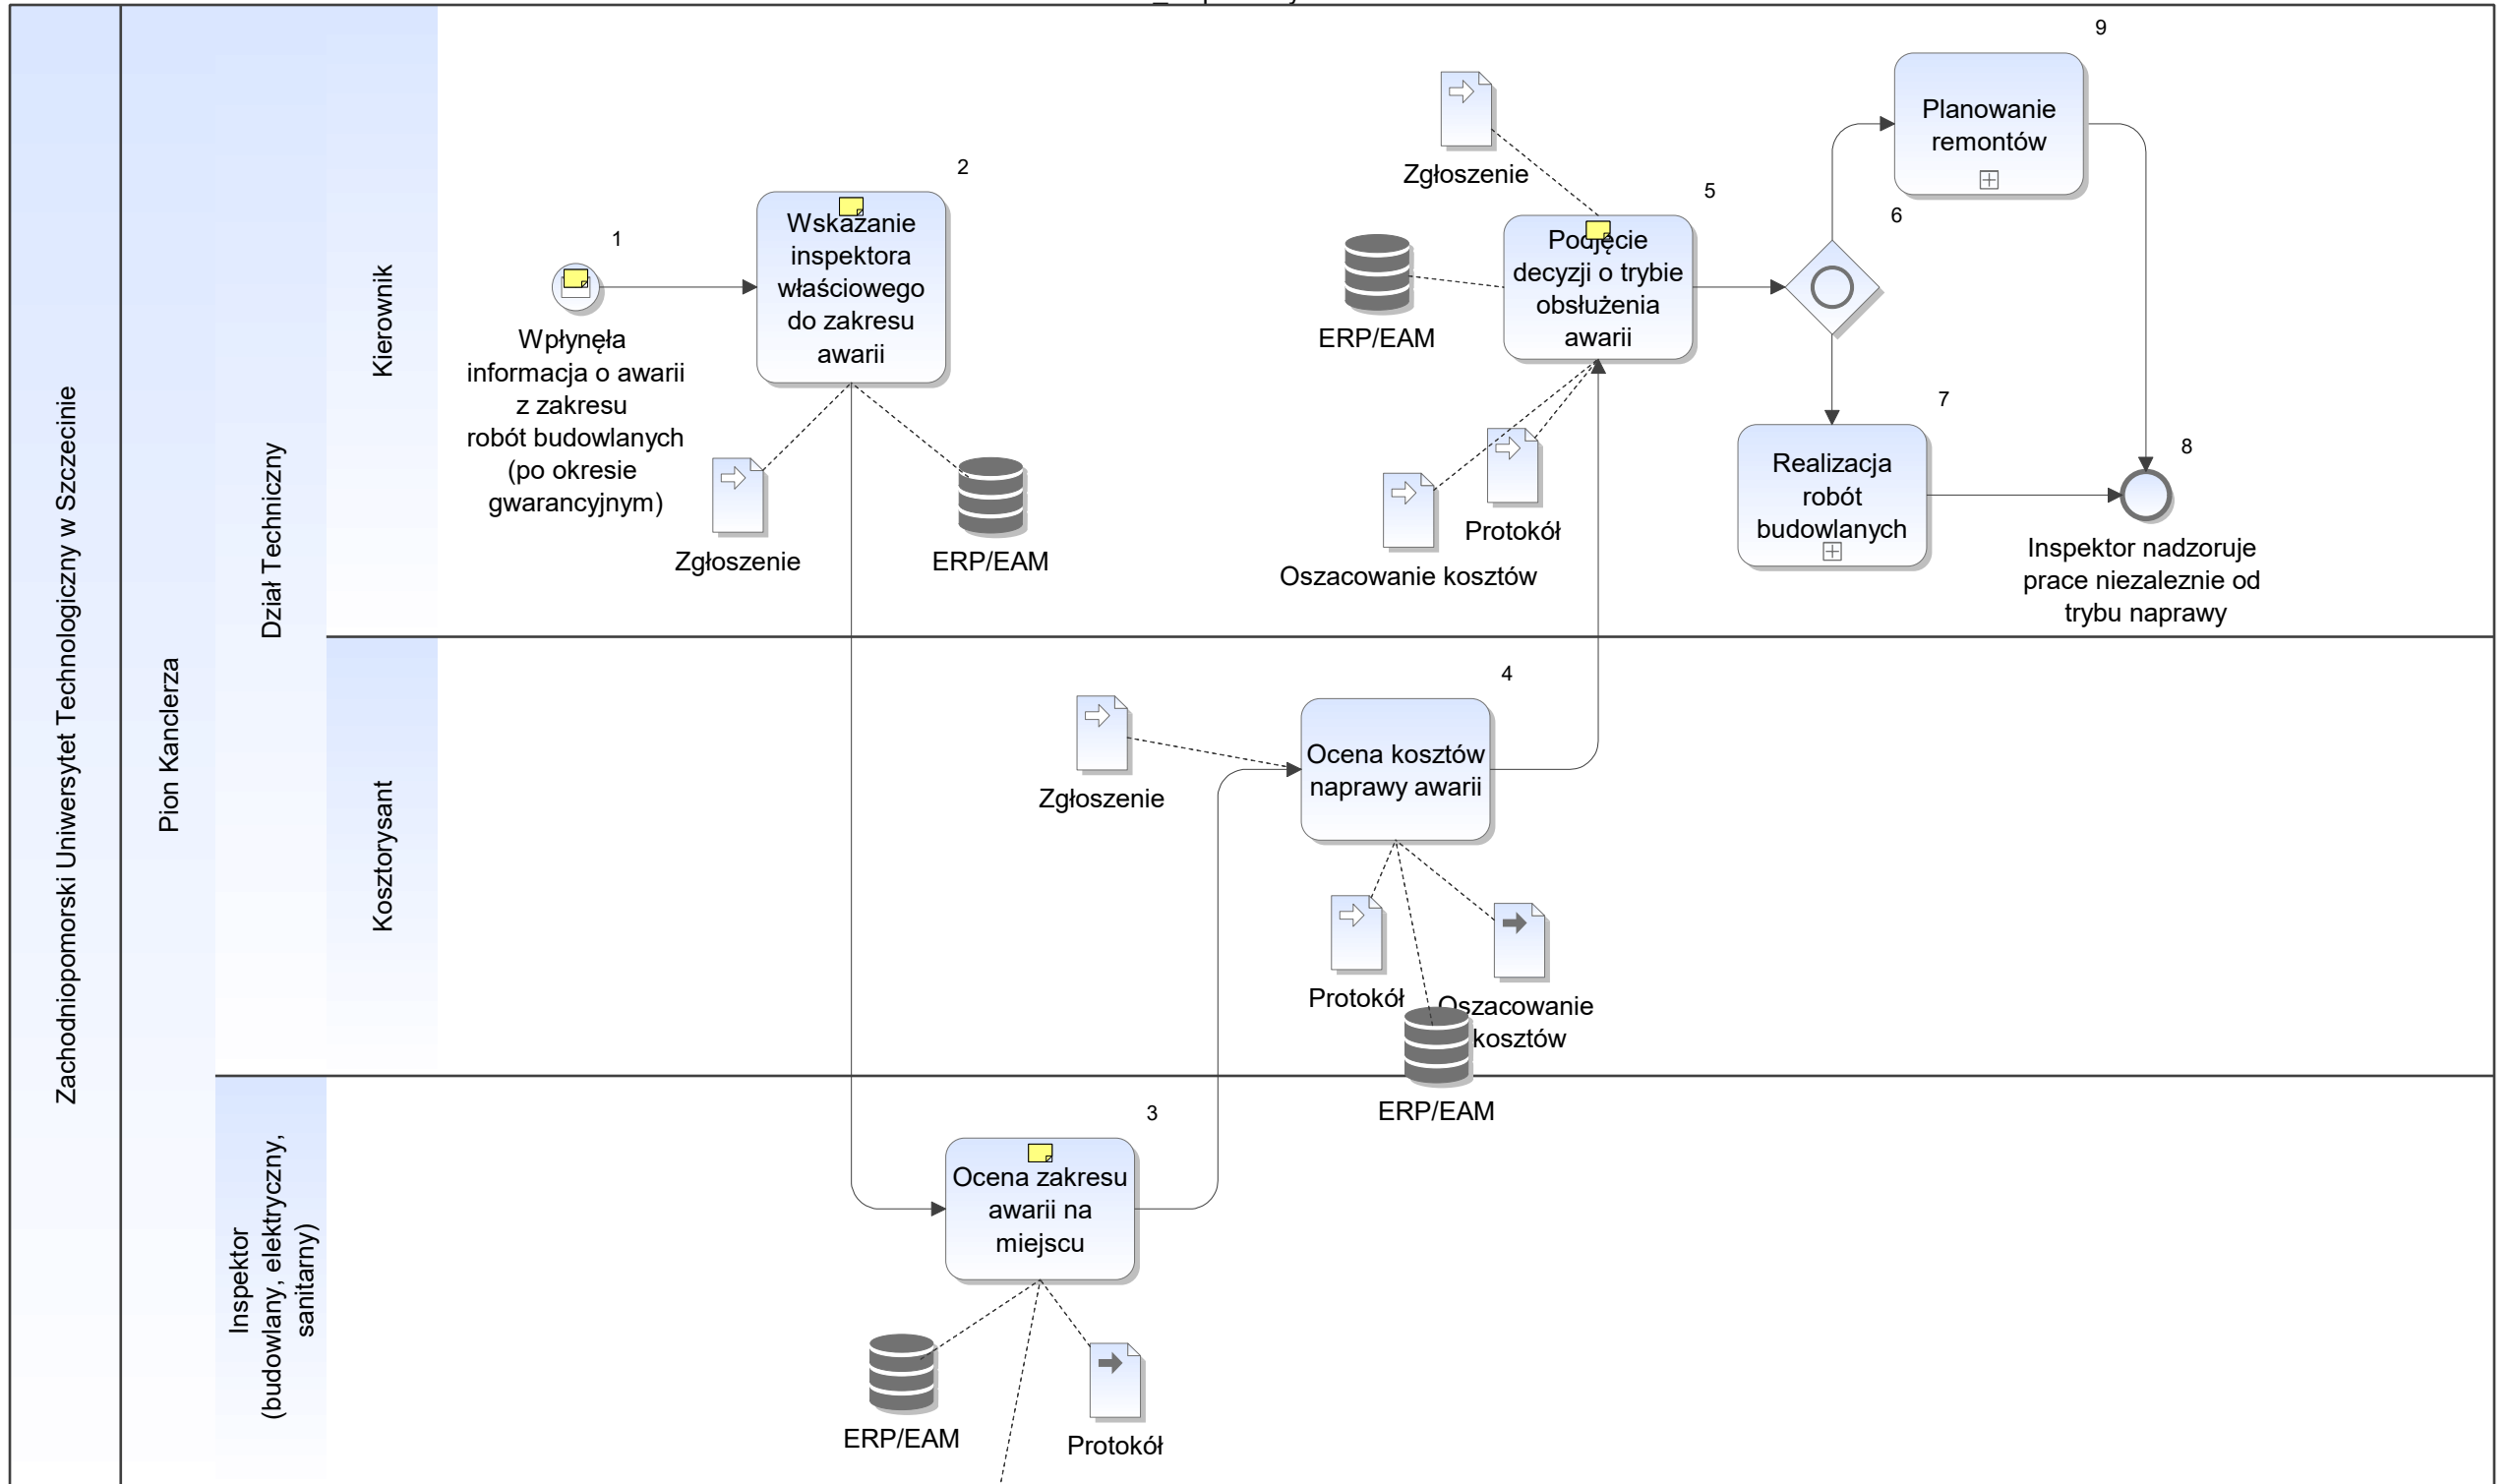 Zachodniopomorski Uniwersytet Technologiczny w Szczecinie
Pion Kanclerza
Dział Techniczny
Kierownik
1
Wpłynęła
informacja o awarii
z zakresu
robót budowlanych
(po okresie
gwarancyjnym)
2
Wskazanie
inspektora
właściowego
do zakresu
awarii
Zgłoszenie
ERP/EAM
Zgłoszenie
ERP/EAM
5
Podjęcie
decyzji o trybie
obsłużenia
awarii
Protokół
Oszacowanie kosztów
6
9
Planowanie
remontów
7
Realizacja
robót
budowlanych
8
Inspektor nadzoruje
prace niezaleznie od
trybu naprawy
Kosztorysant
4
Ocena kosztów
naprawy awarii
Zgłoszenie
Protokół
Oszacowanie
kosztów
ERP/EAM
Inspektor
(budowlany, elektryczny,
sanitarny)
3
Ocena zakresu
awarii na
miejscu
ERP/EAM
Protokół